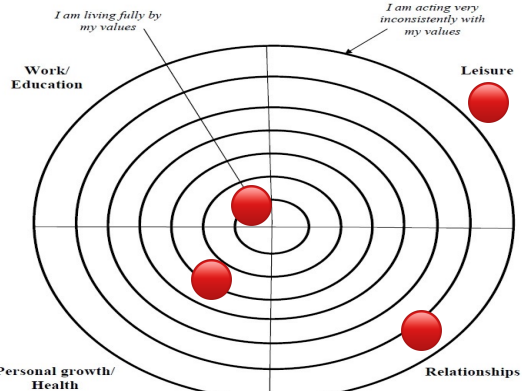 I am living fully by
my values
I am acting very
inconsistently with
my values
Work/
Education
Leisure
Personal growth/
Health
Relationships